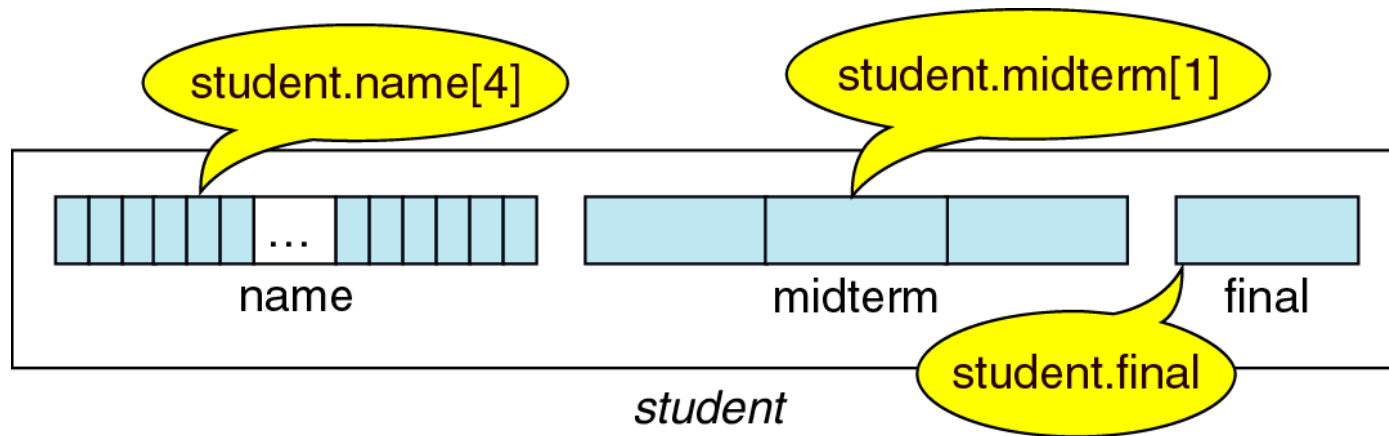 student.name[4]
student.midterm[1]
...
name
midterm
final
student.final
student